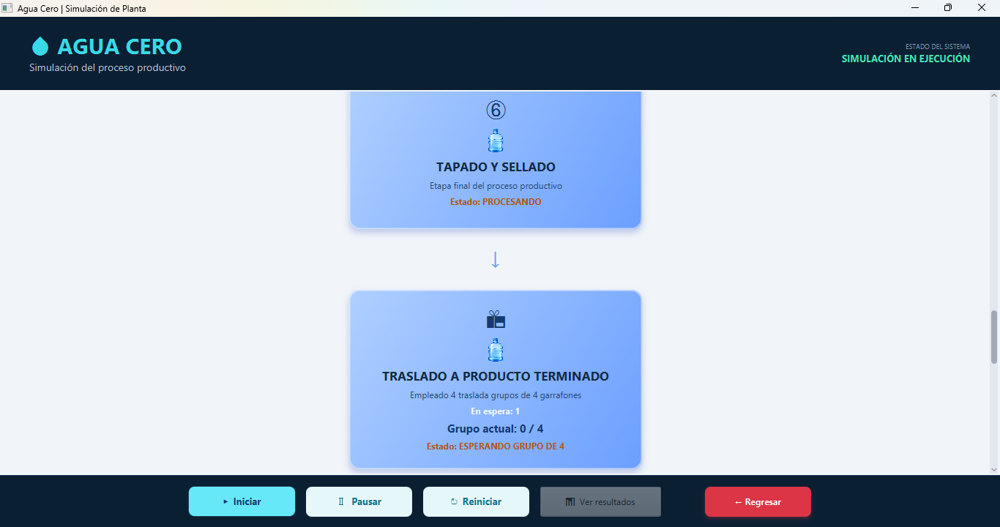 Agua Cero | Simulación de Planta
AGUA CERO
Simulación del proceso productivo
ESTADO DEL SISTEMA
SIMULACIÓN EN EJECUCIÓN
⑥
TAPADO Y SELLADO
Etapa final del proceso productivo
Estado: PROCESANDO
↓
TRASLADO A PRODUCTO TERMINADO
Empleado 4 traslada grupos de 4 garrafones
En espera: 1
Grupo actual: 0 / 4
Estado: ESPERANDO GRUPO DE 4
Iniciar
Pausar
Reiniciar
Ver resultados
← Regresar